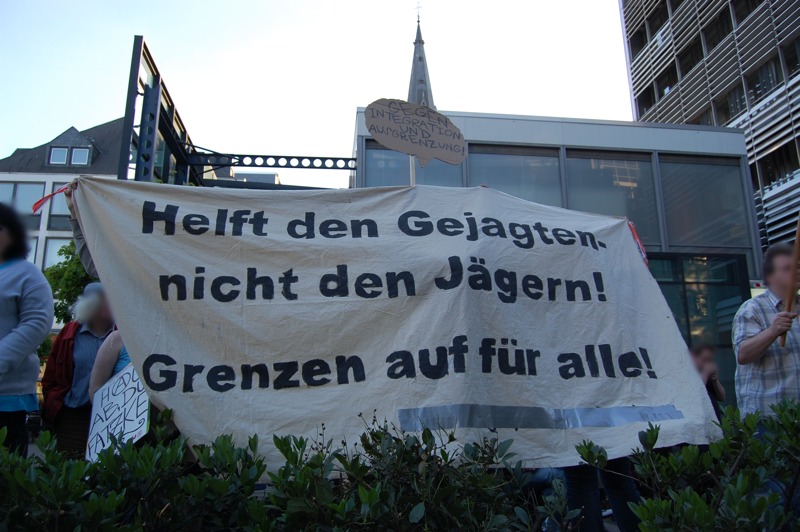 GEGEN
INTEGRATION
UND
AUSGRENZUNG!
Helft den Gejagten-
nicht den Jägern!
Grenzen auf für alle!